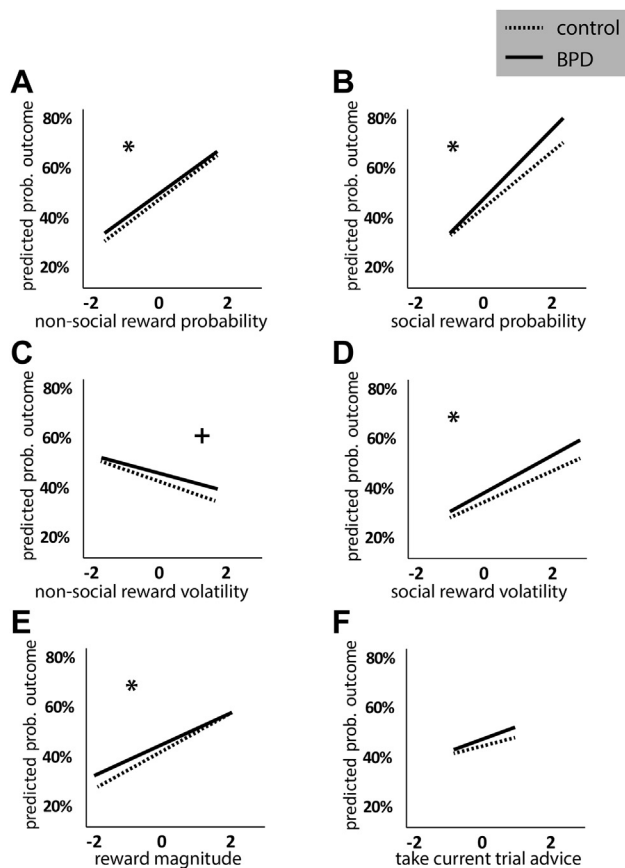 control
BPD
A
predicted prob. outcome
80%
60%
40%
20%
-2 0 2
non-social reward probability
*
B
predicted prob. outcome
80%
60%
40%
20%
-2 0 2
social reward probability
*
C
predicted prob. outcome
80%
60%
40%
20%
-2 0 2
non-social reward volatility
+
D
predicted prob. outcome
80%
60%
40%
20%
-2 0 2
social reward volatility
*
E
predicted prob. outcome
80%
60%
40%
20%
-2 0 2
reward magnitude
*
F
predicted prob. outcome
80%
60%
40%
20%
-2 0 2
take current trial advice